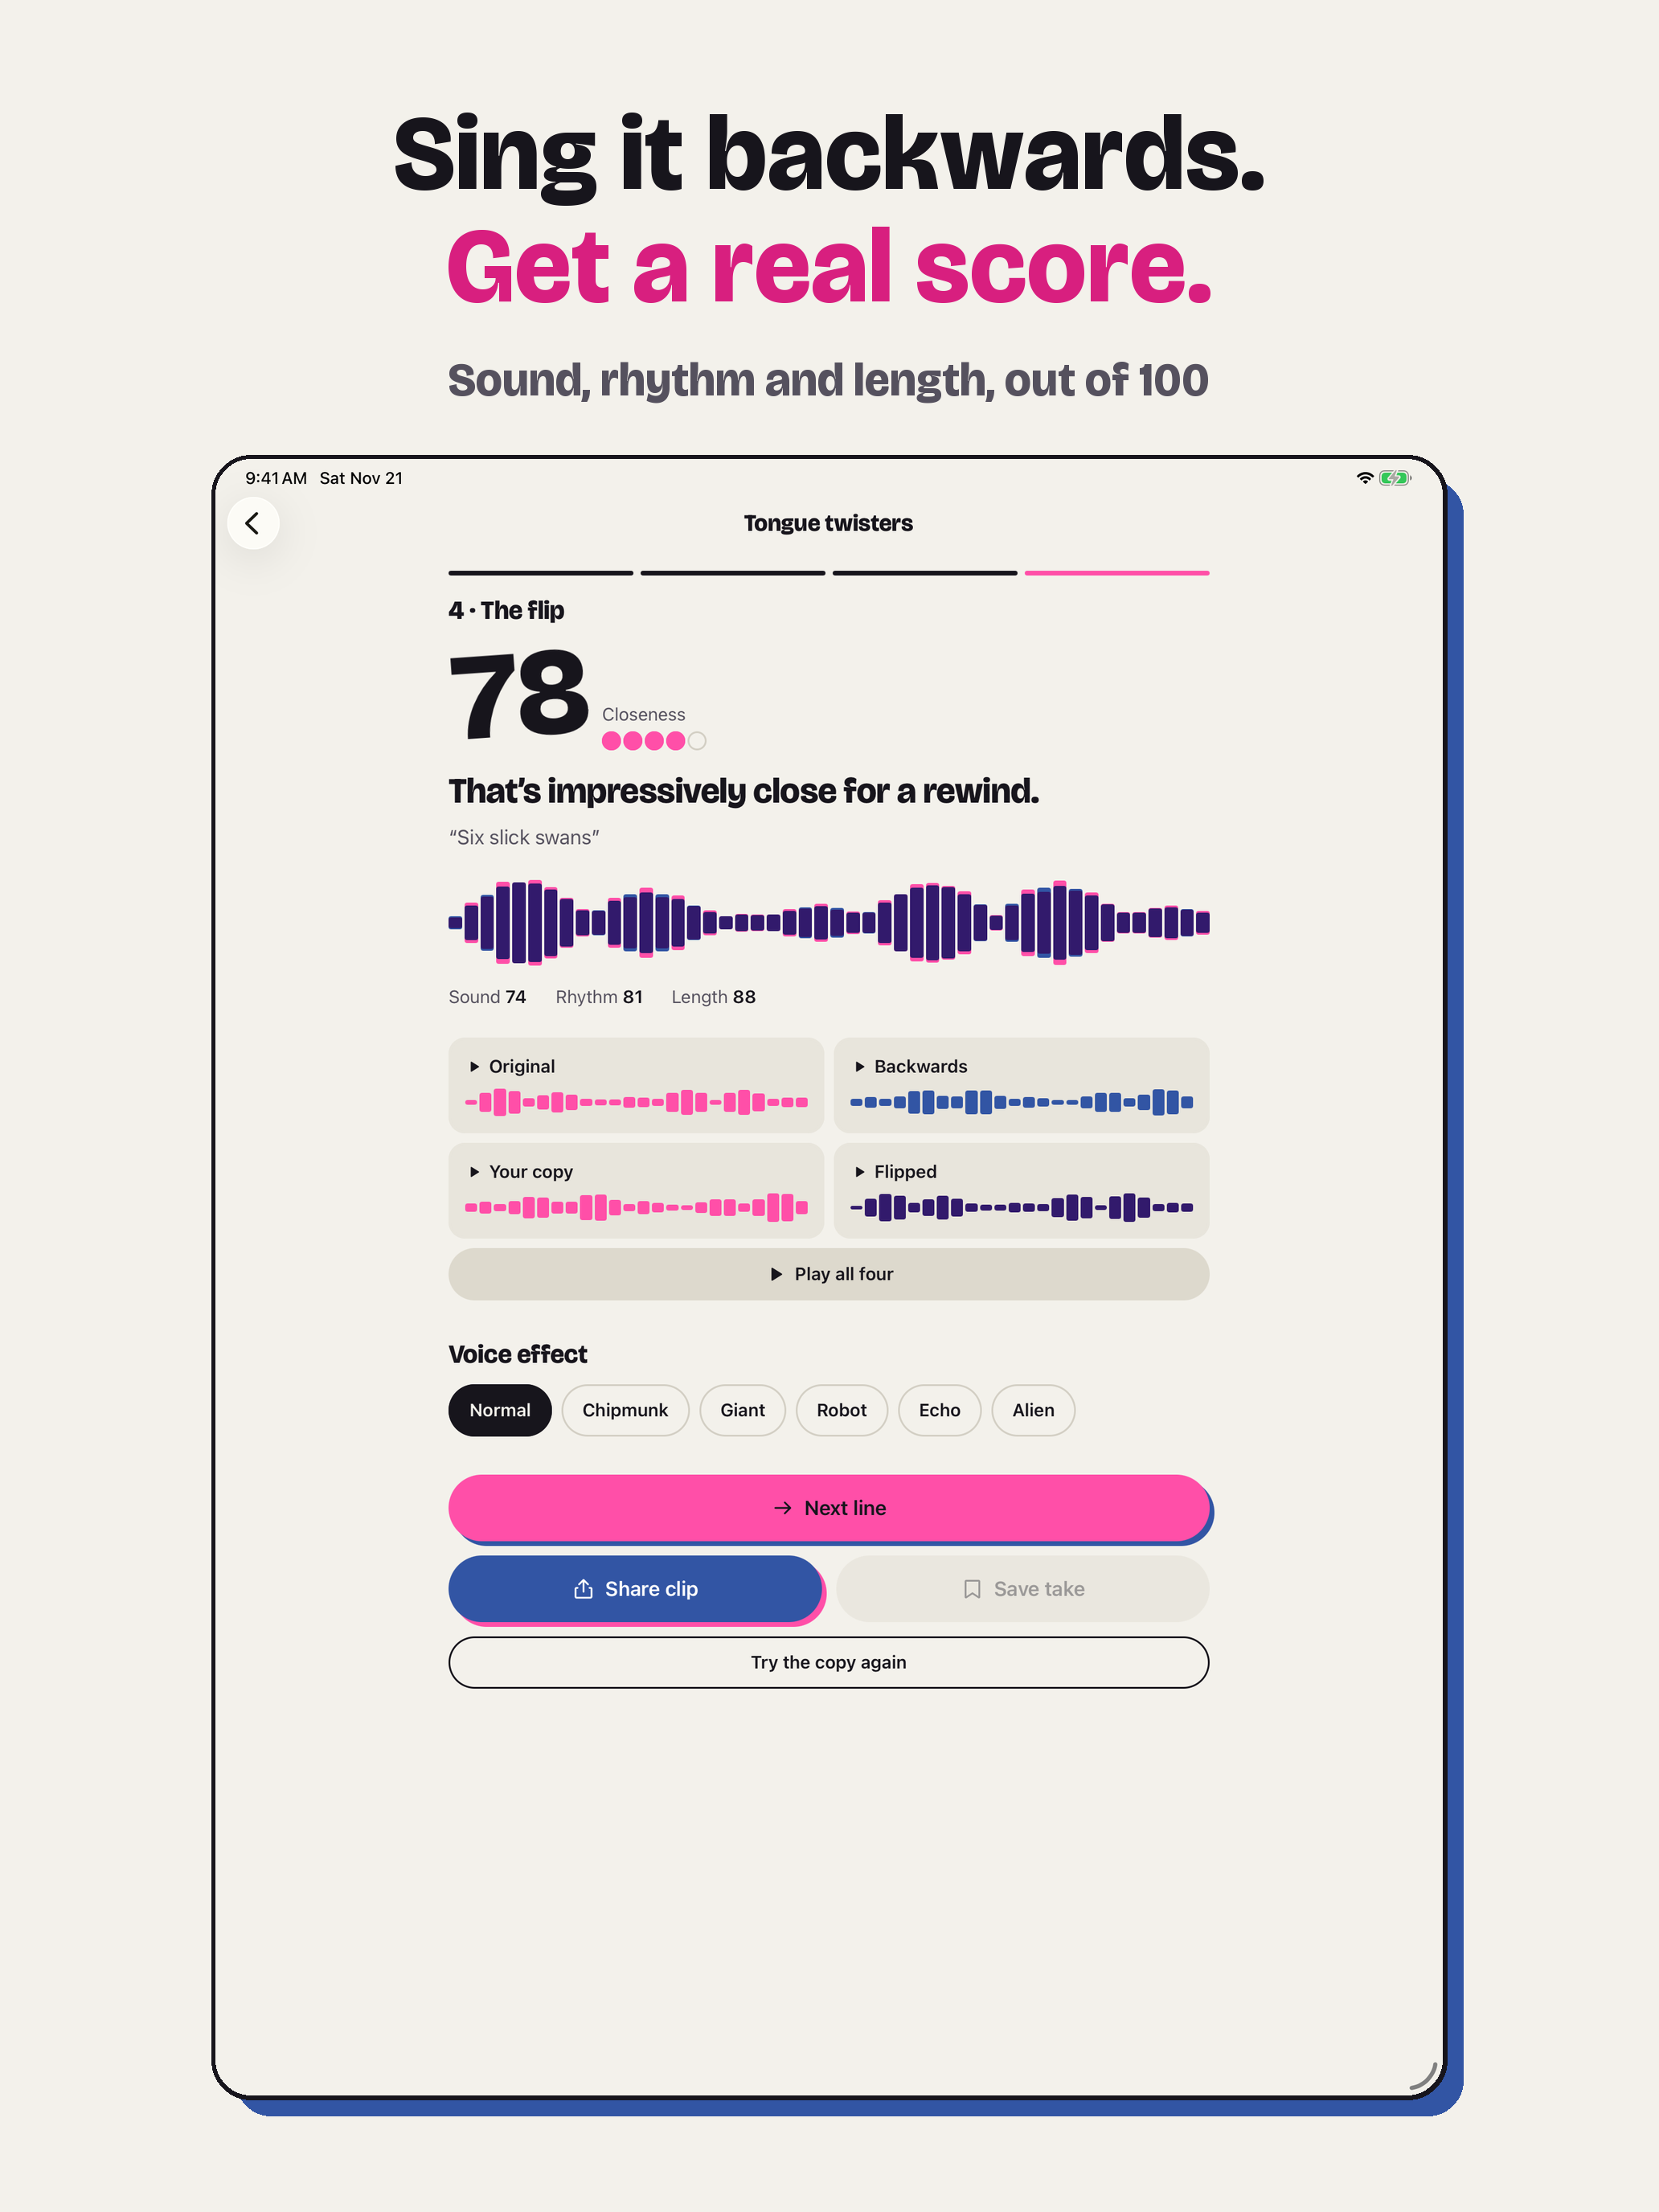 Sing it backwards.
Get a real score.
Sound, rhythm and length, out of 100
9:41 AM Sat Nov 21
Tongue twisters
4 · The flip
78
Closeness
That's impressively close for a rewind.
“Six slick swans”
Sound 74 Rhythm 81 Length 88
Original
Backwards
Your copy
Flipped
Play all four
Voice effect
Normal Chipmunk Giant Robot Echo Alien
Next line
Share clip
Save take
Try the copy again